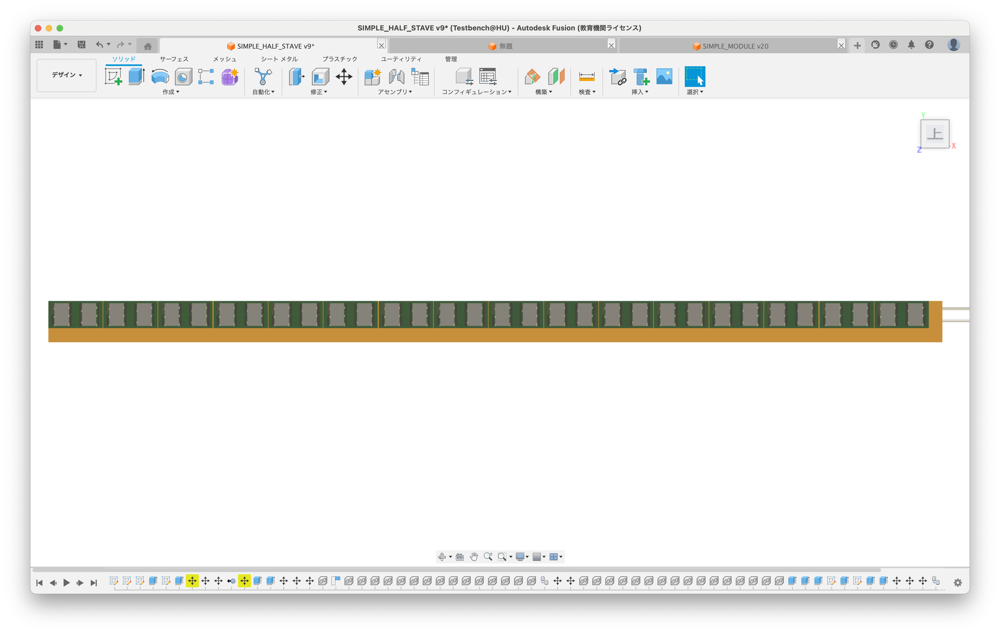 SIMPLE_HALF_STAVE v9* (Testbench@HU) - Autodesk Fusion (教育機関ライセンス)
SIMPLE_HALF_STAVE v9*
無題
SIMPLE_MODULE v20
ソリッド
サーフェス
メッシュ
シート メタル
プラスチック
ユーティリティ
管理
デザイン
作成
自動化
修正
アセンブリ
コンフィギュレーション
構築
検査
挿入
選択
Y
上
X
Z